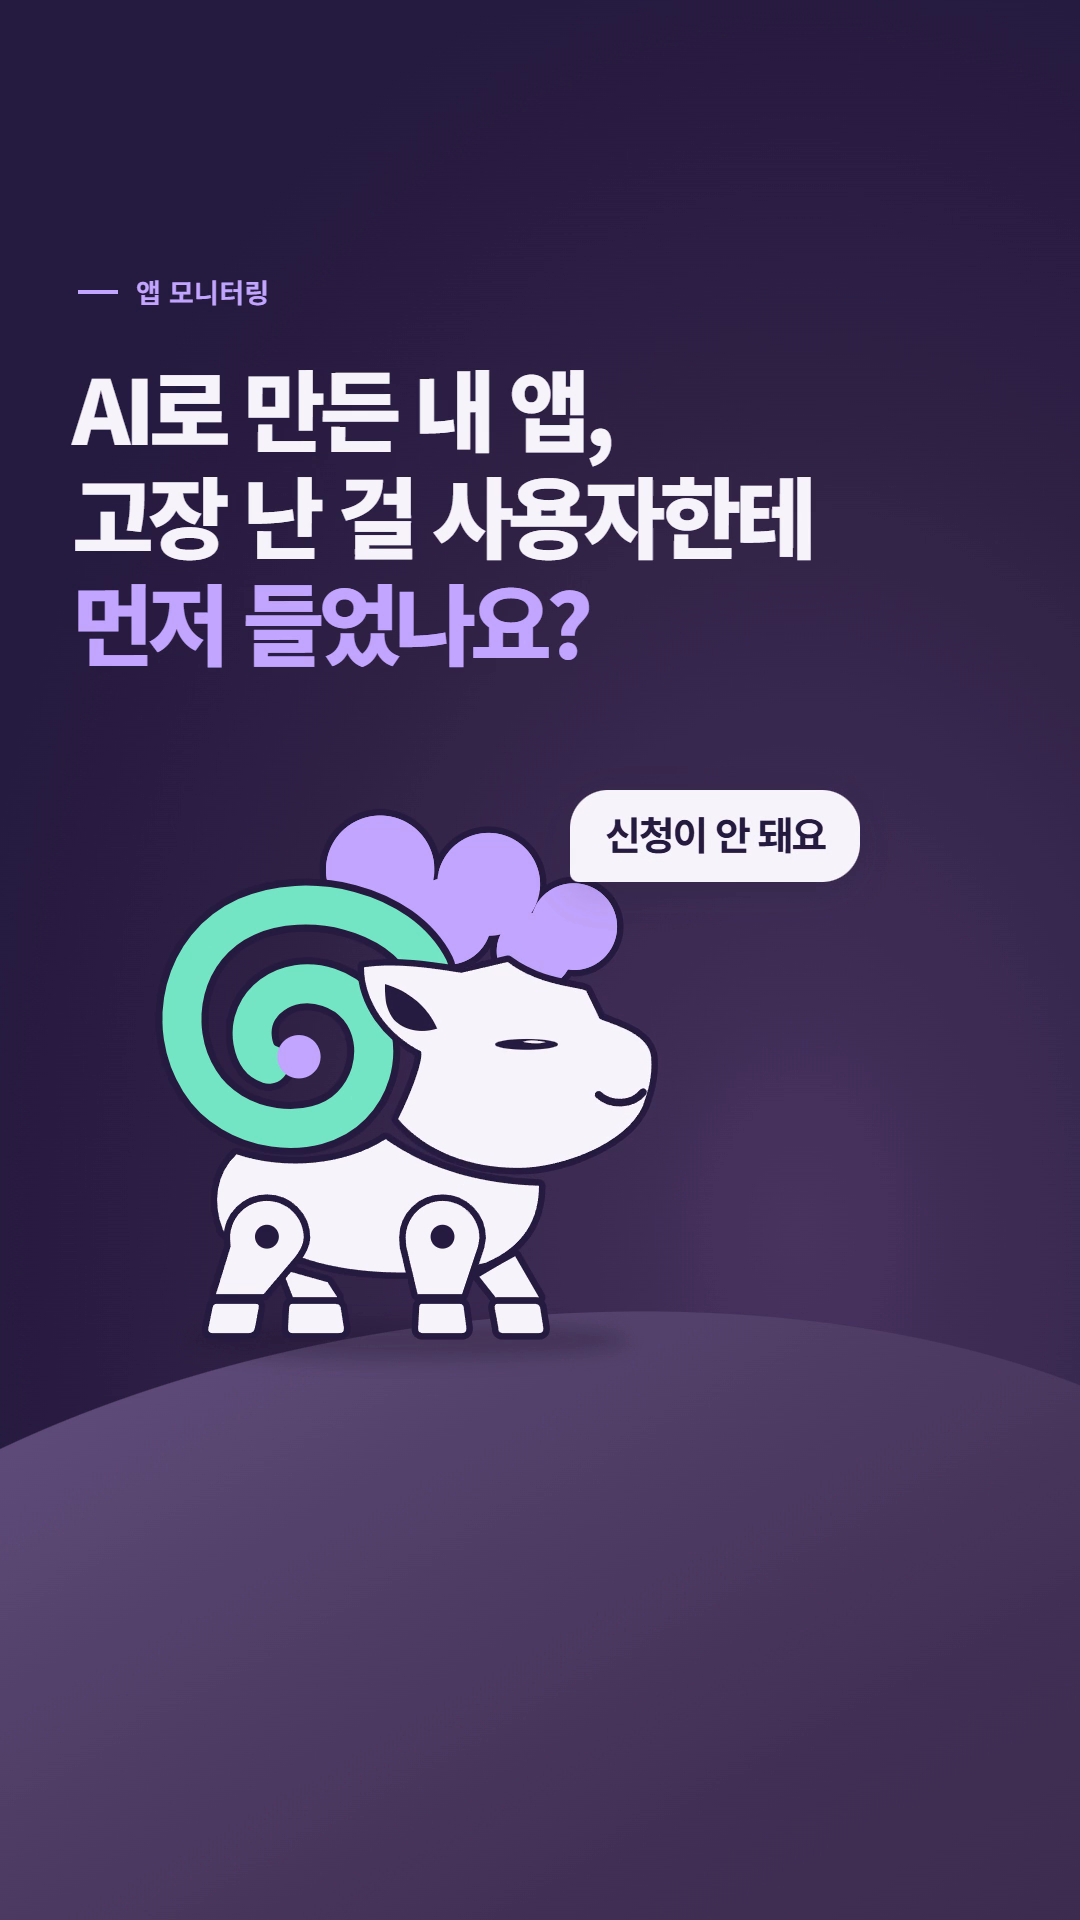 앱 모니터링
AI로 만든 내 앱,
고장 난 걸 사용자한테
먼저 들었나요?
신청이 안 돼요